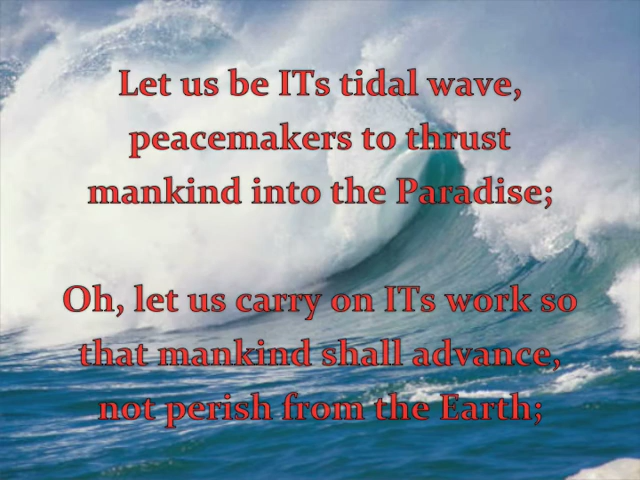 Let us be ITs tidal wave,
peacemakers to thrust
mankind into the Paradise;
Oh, let us carry on ITs work so
that mankind shall advance,
not perish from the Earth;